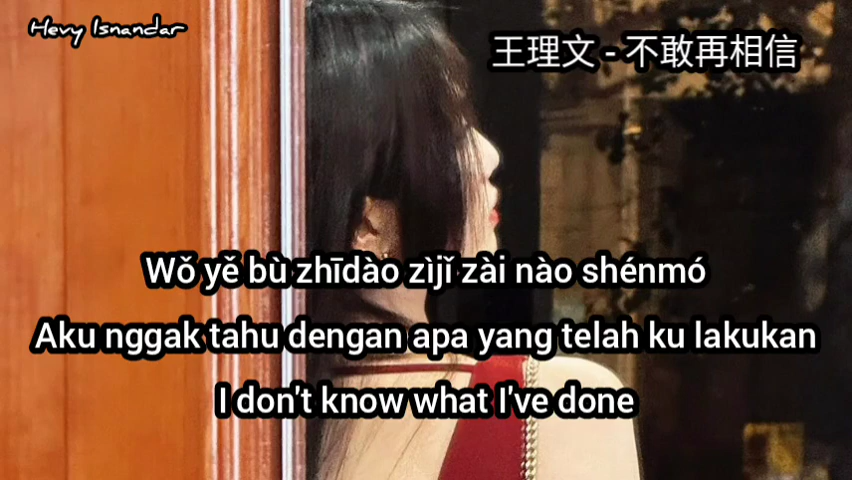 Hevy Isnandar
王理文 - 不敢再相信
Wǒ yě bù zhīdào zìjǐ zài nào shénmó
Aku nggak tahu dengan apa yang telah ku lakukan
I don't know what I've done